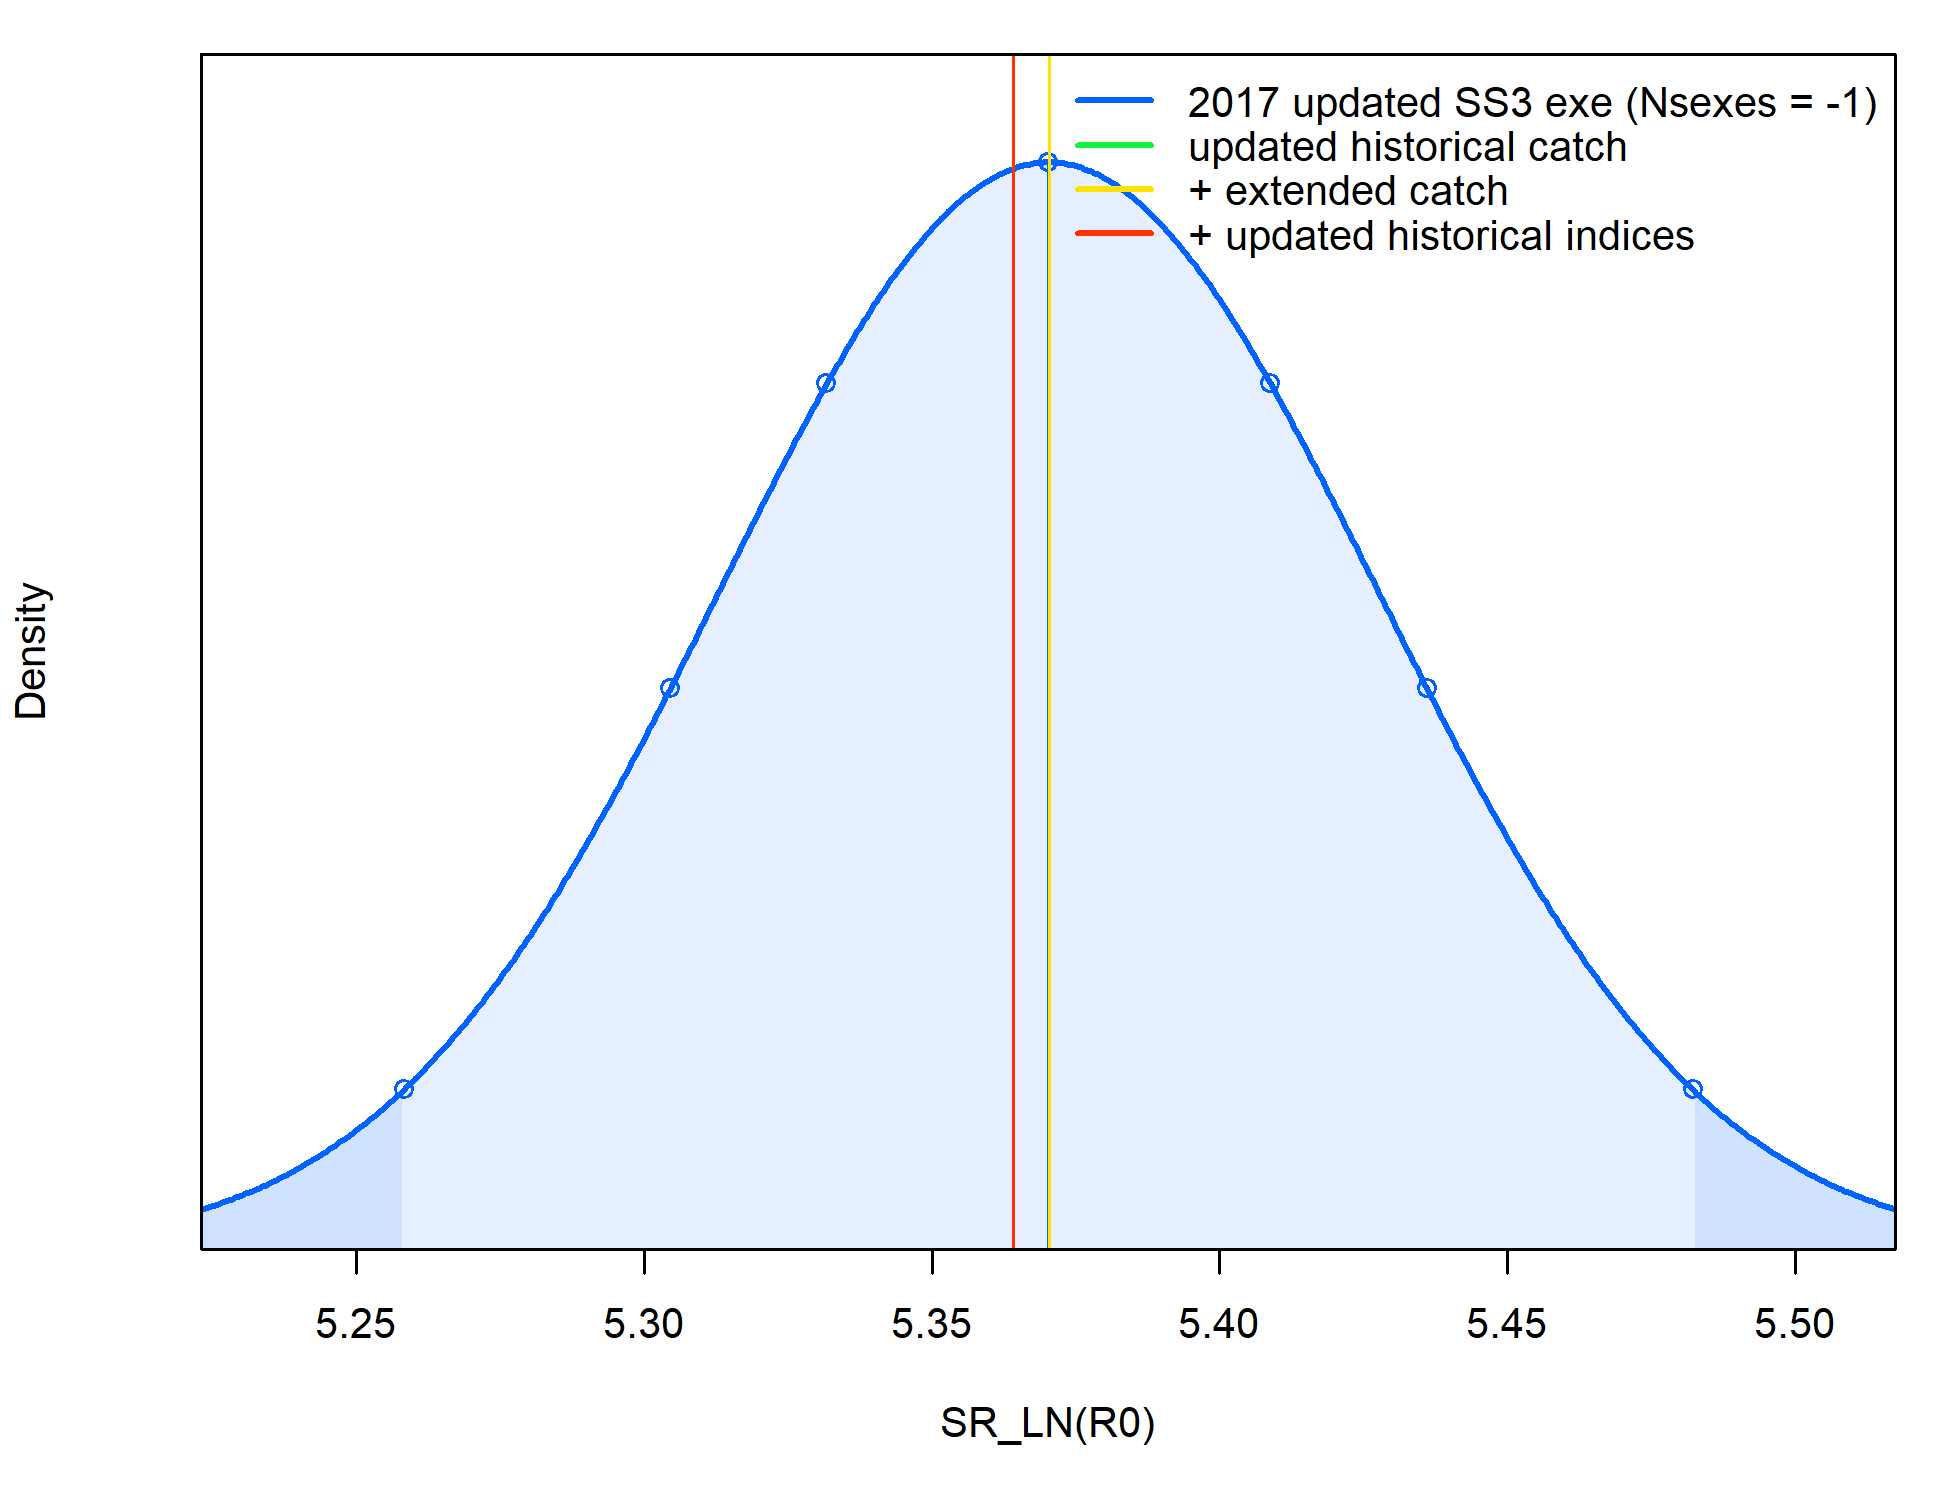 2017 updated SS3 exe (Nsexes = -1)
updated historical catch
+ extended catch
+ updated historical indices
Density
5.25 5.30 5.35 5.40 5.45 5.50
SR_LN(R0)